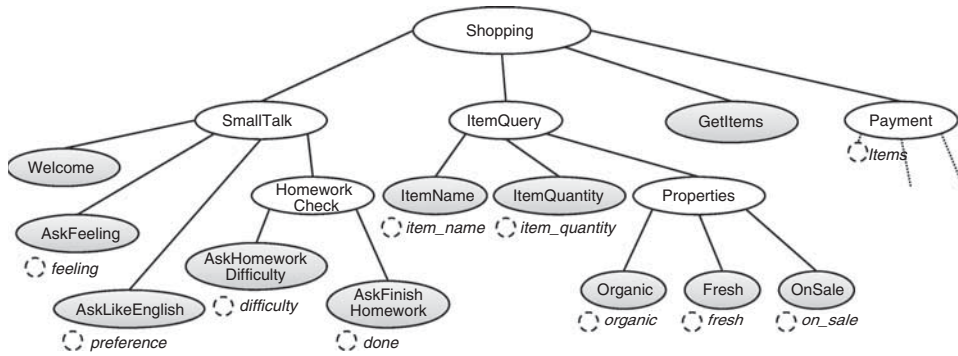 Shopping
SmallTalk
ItemQuery
GetItems
Payment
Items
Welcome
Homework
Check
ItemName
ItemQuantity
Properties
item_name
item_quantity
AskFeeling
feeling
AskHomework
Difficulty
difficulty
AskLikeEnglish
preference
AskFinish
Homework
done
Organic
Fresh
OnSale
organic
fresh
on_sale